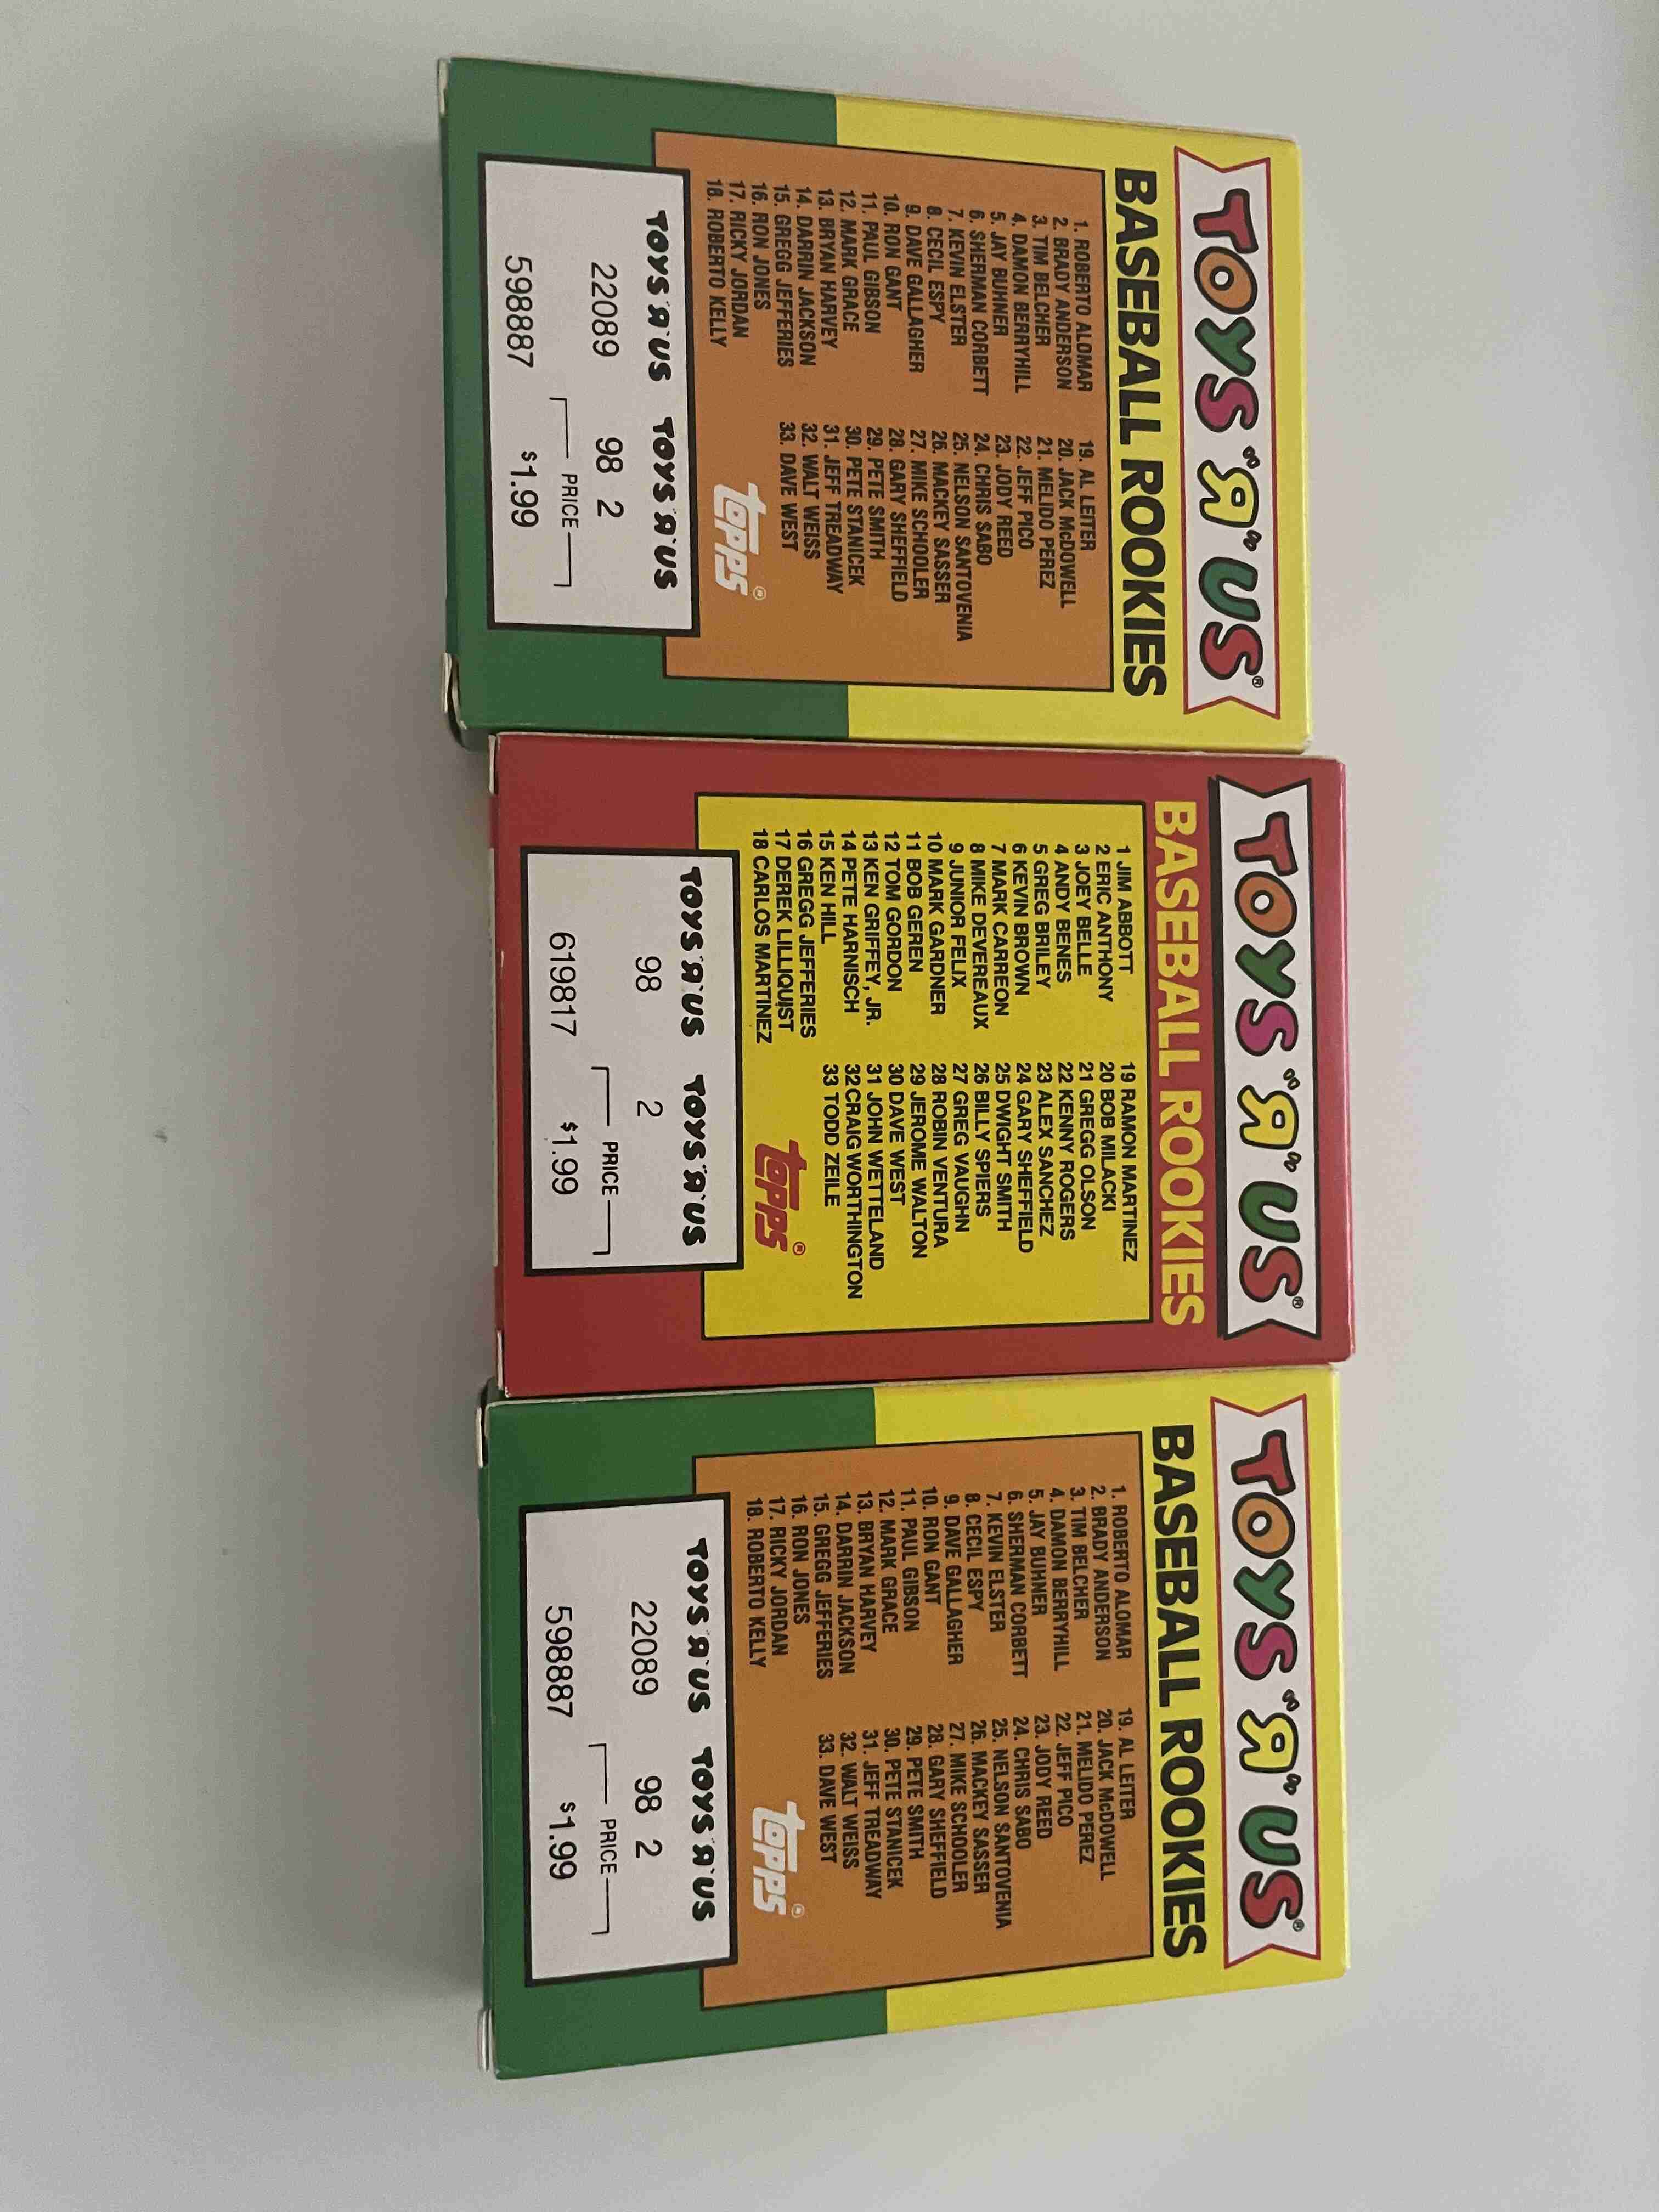 TOYS "R" US®
BASEBALL ROOKIES
1. ROBERTO ALOMAR
2. BRADY ANDERSON
3. TIM BELCHER
4. DAMON BERRYHILL
5. JAY BUHNER
6. SHERMAN CORBETT
7. KEVIN ELSTER
8. CECIL ESPY
9. DAVE GALLAGHER
10. RON GANT
11. PAUL GIBSON
12. MARK GRACE
13. BRYAN HARVEY
14. DARRIN JACKSON
15. GREGG JEFFERIES
16. RON JONES
17. RICKY JORDAN
18. ROBERTO KELLY
19. AL LEITER
20. JACK McDOWELL
21. MELIDO PEREZ
22. JEFF PICO
23. JODY REED
24. CHRIS SABO
25. NELSON SANTOVENIA
26. MACKEY SASSER
27. MIKE SCHOOLER
28. GARY SHEFFIELD
29. PETE SMITH
30. PETE STANICEK
31. JEFF TREADWAY
32. WALT WEISS
33. DAVE WEST
topps®
TOYS "R" US TOYS "R" US
22089 98 2
PRICE
598887 $1.99
TOYS "R" US®
BASEBALL ROOKIES
1 JIM ABBOTT
2 ERIC ANTHONY
3 JOEY BELLE
4 ANDY BENES
5 GREG BRILEY
6 KEVIN BROWN
7 MARK CARREON
8 MIKE DEVEREAUX
9 JUNIOR FELIX
10 MARK GARDNER
11 BOB GEREN
12 TOM GORDON
13 KEN GRIFFEY, JR.
14 PETE HARNISCH
15 KEN HILL
16 GREGG JEFFERIES
17 DEREK LILLIQUIST
18 CARLOS MARTINEZ
19 RAMON MARTINEZ
20 BOB MILACKI
21 GREGG OLSON
22 KENNY ROGERS
23 ALEX SANCHEZ
24 GARY SHEFFIELD
25 DWIGHT SMITH
26 BILLY SPIERS
27 GREG VAUGHN
28 ROBIN VENTURA
29 JEROME WALTON
30 DAVE WEST
31 JOHN WETTELAND
32 CRAIG WORTHINGTON
33 TODD ZEILE
topps®
TOYS "R" US TOYS "R" US
98 2
PRICE
619817 $1.99
TOYS "R" US®
BASEBALL ROOKIES
1. ROBERTO ALOMAR
2. BRADY ANDERSON
3. TIM BELCHER
4. DAMON BERRYHILL
5. JAY BUHNER
6. SHERMAN CORBETT
7. KEVIN ELSTER
8. CECIL ESPY
9. DAVE GALLAGHER
10. RON GANT
11. PAUL GIBSON
12. MARK GRACE
13. BRYAN HARVEY
14. DARRIN JACKSON
15. GREGG JEFFERIES
16. RON JONES
17. RICKY JORDAN
18. ROBERTO KELLY
19. AL LEITER
20. JACK McDOWELL
21. MELIDO PEREZ
22. JEFF PICO
23. JODY REED
24. CHRIS SABO
25. NELSON SANTOVENIA
26. MACKEY SASSER
27. MIKE SCHOOLER
28. GARY SHEFFIELD
29. PETE SMITH
30. PETE STANICEK
31. JEFF TREADWAY
32. WALT WEISS
33. DAVE WEST
topps®
TOYS "R" US TOYS "R" US
22089 98 2
PRICE
598887 $1.99